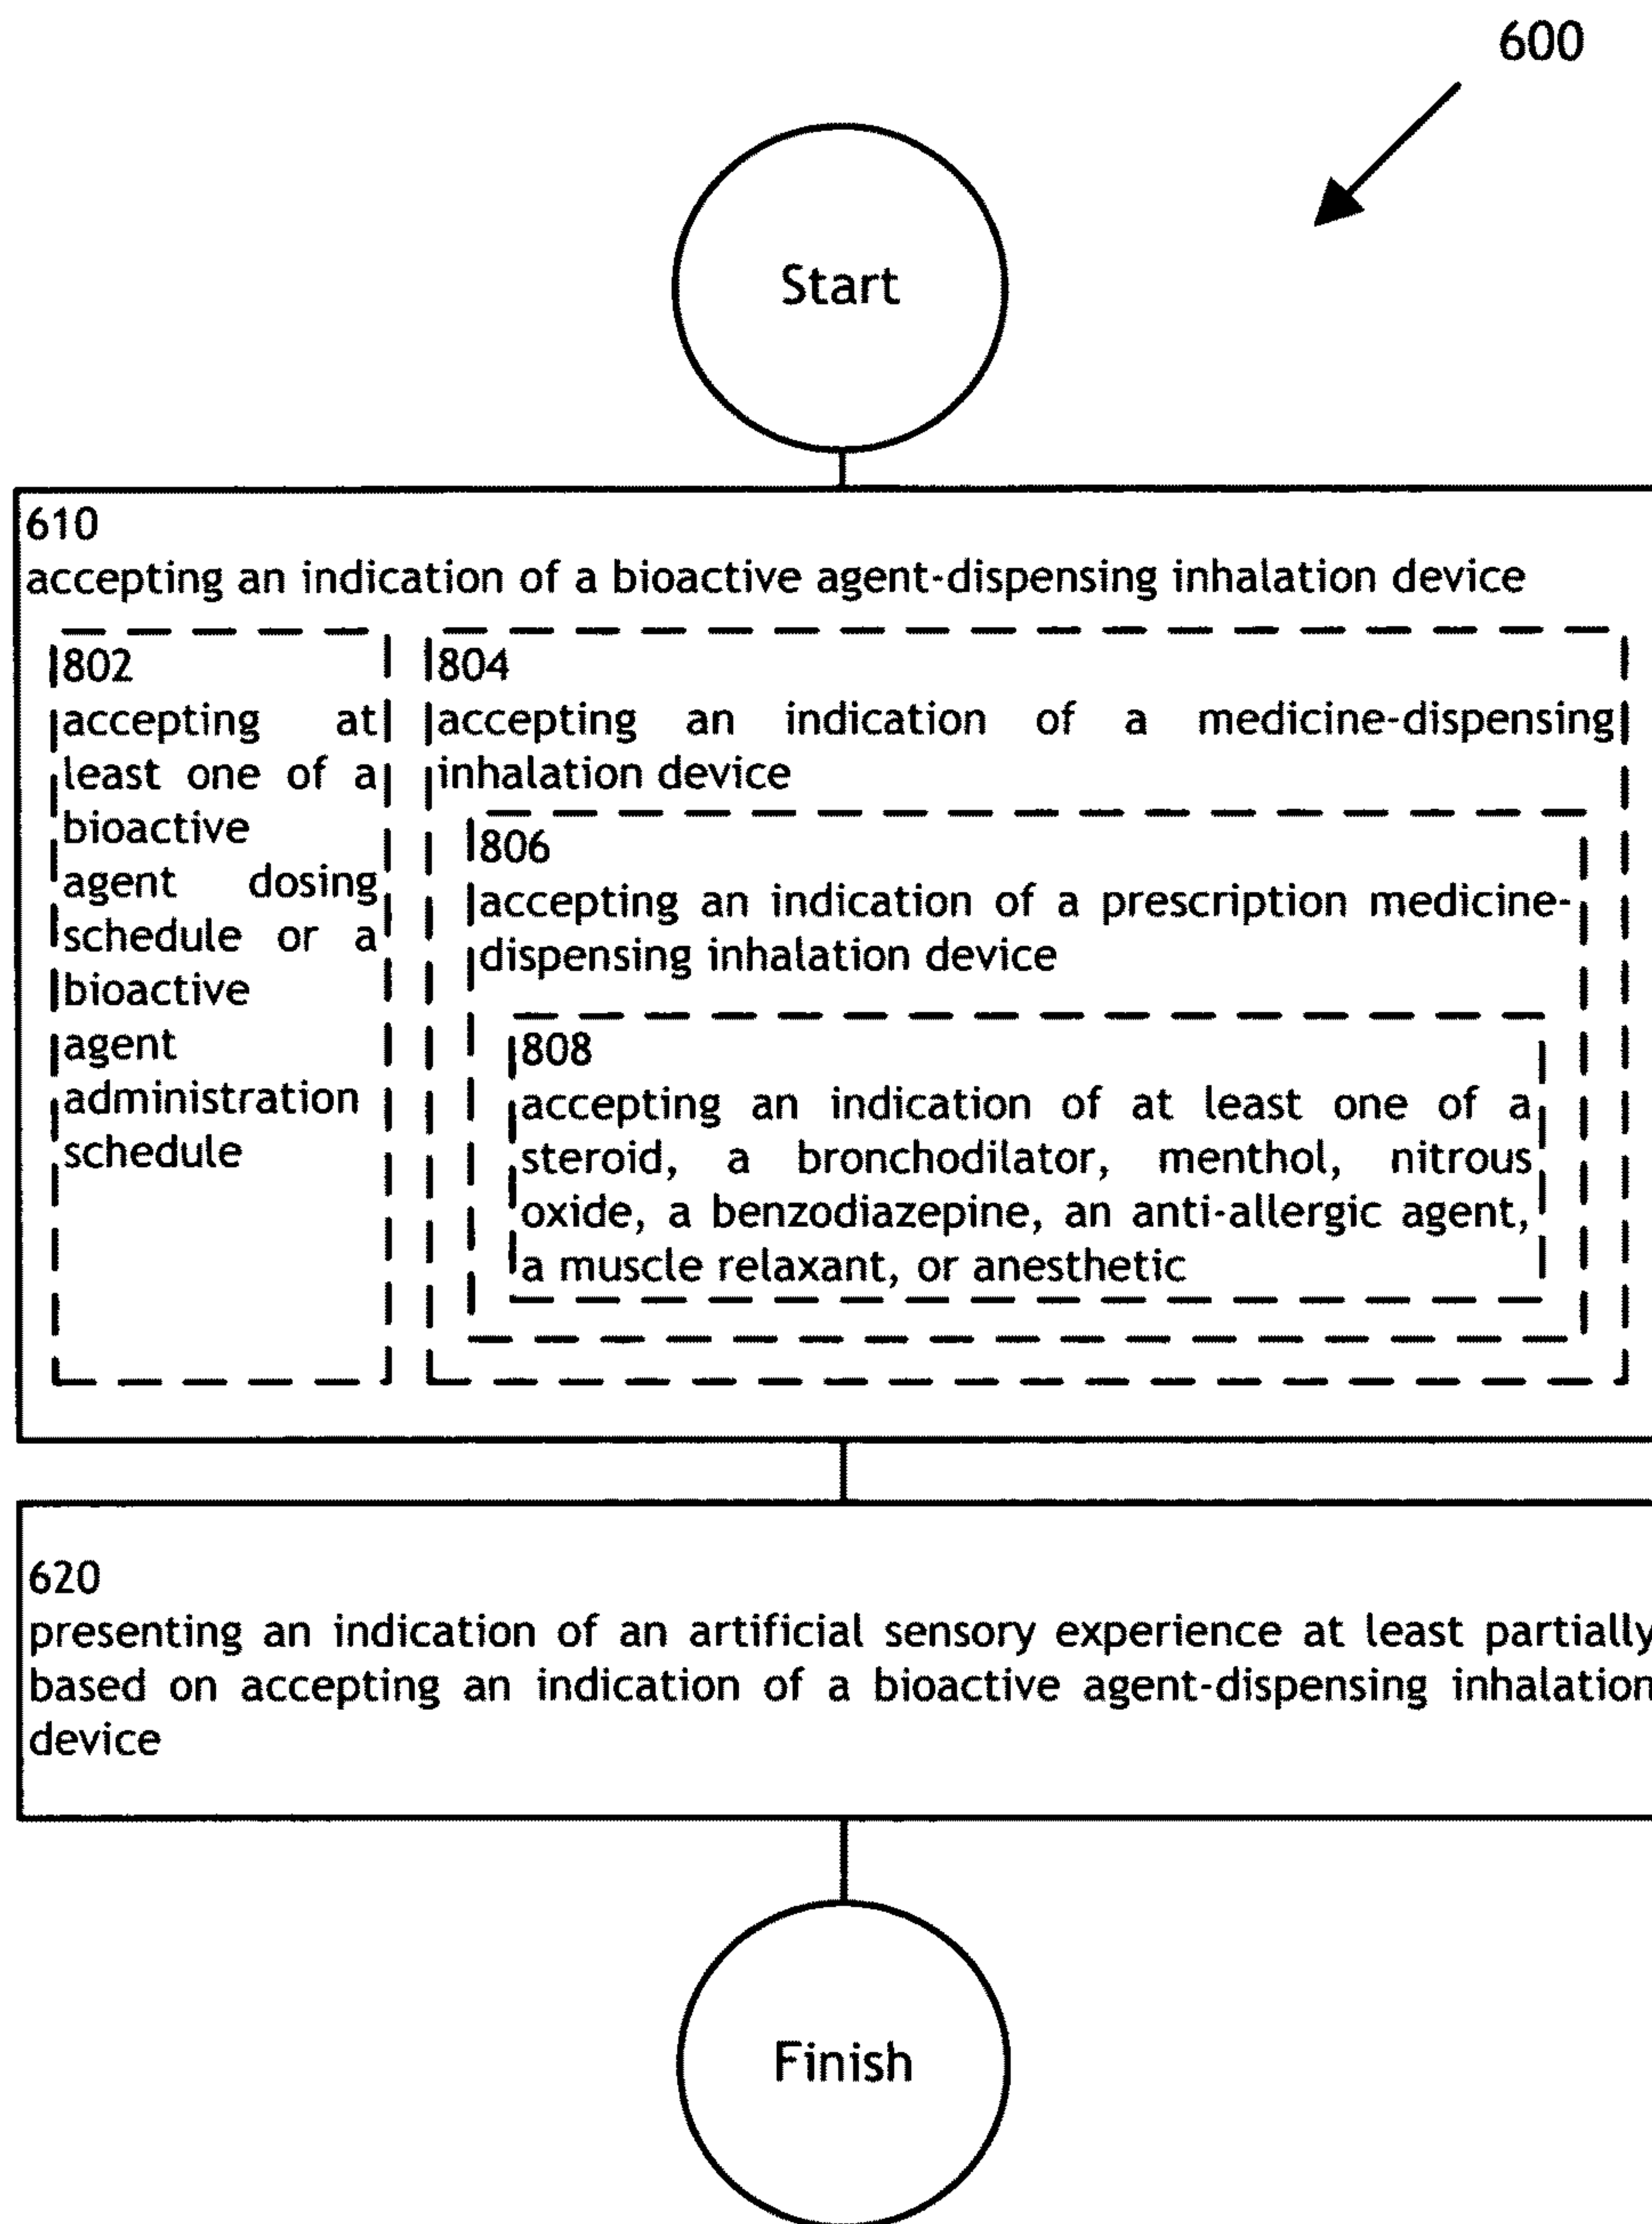 600
Start
610
accepting an indication of a bioactive agent-dispensing inhalation device
802
accepting at
least one of a
bioactive
agent dosing
schedule or a
bioactive
agent
administration
schedule
804
accepting an indication of a medicine-dispensing
inhalation device
806
accepting an indication of a prescription medicine-
dispensing inhalation device
808
accepting an indication of at least one of a
steroid, a bronchodilator, menthol, nitrous
oxide, a benzodiazepine, an anti-allergic agent,
a muscle relaxant, or anesthetic
620
presenting an indication of an artificial sensory experience at least partially
based on accepting an indication of a bioactive agent-dispensing inhalation
device
Finish